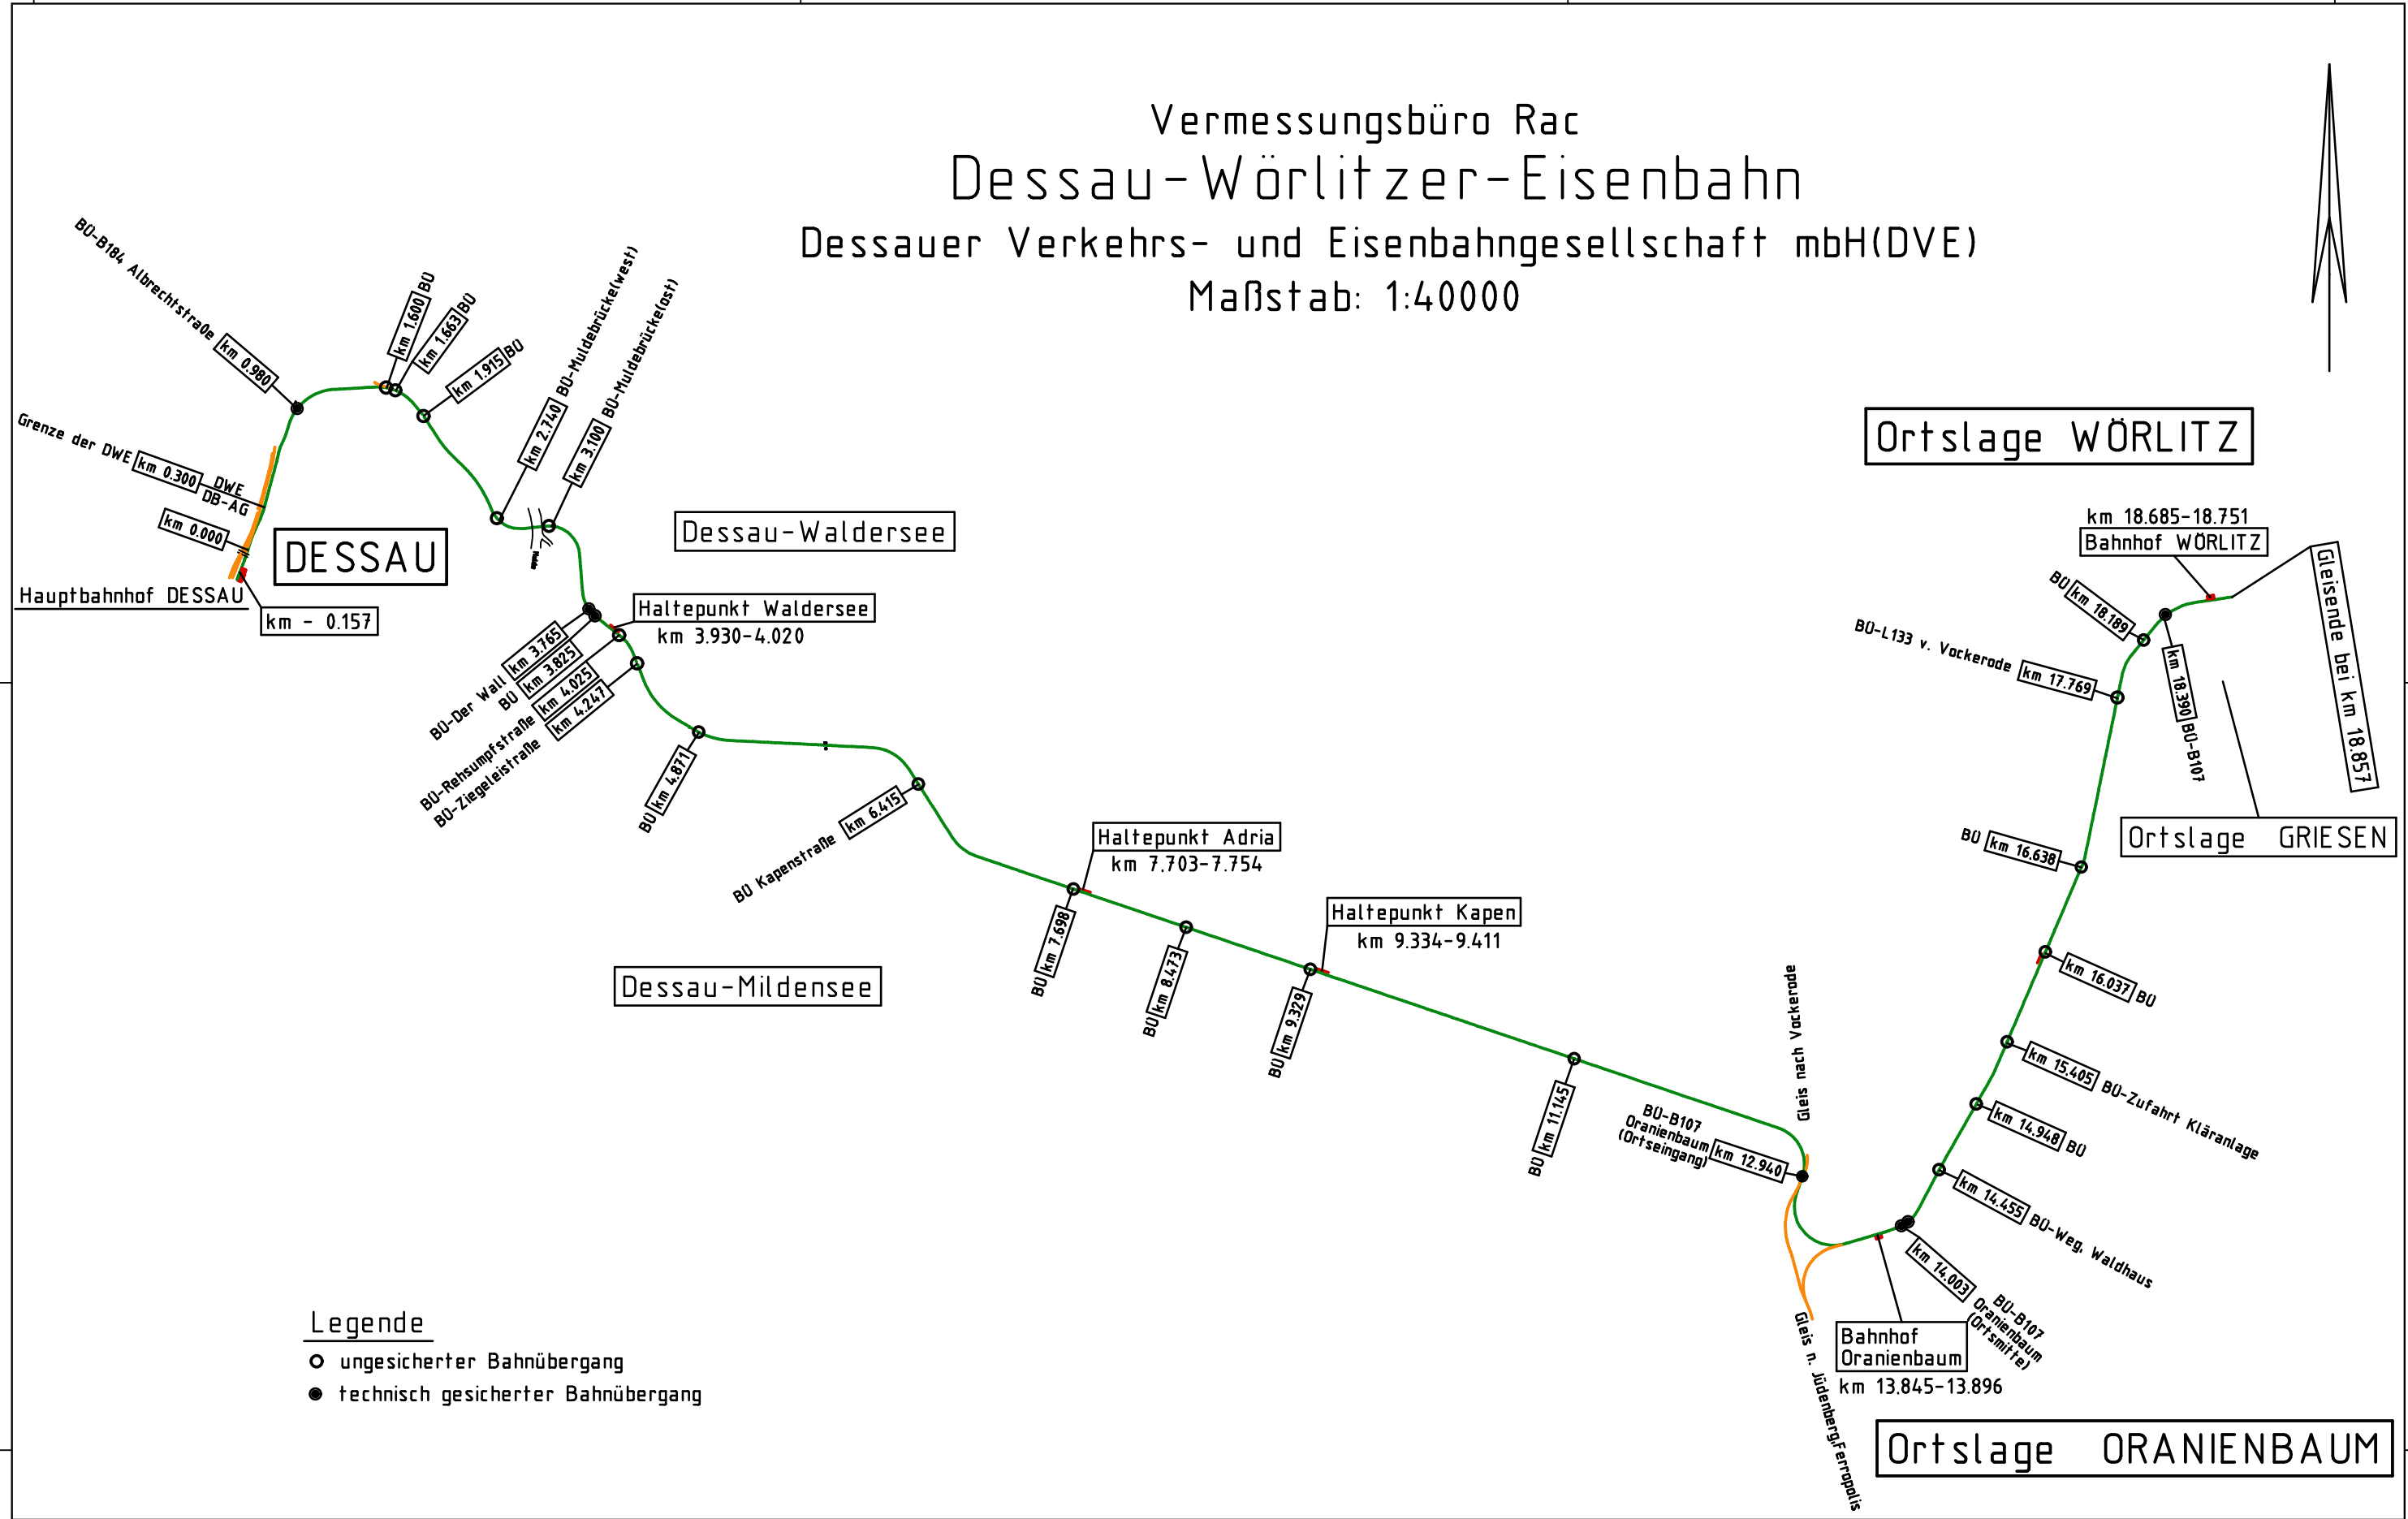 Vermessungsbüro Rac
Dessau-Wörlitzer-Eisenbahn
Dessauer Verkehrs- und Eisenbahngesellschaft mbH(DVE)
Maßstab: 1:40000
BÜ-B184 Albrechtstraße km 0.980
km 1.600 BÜ
km 1.663 BÜ
km 1.915 BÜ
km 2.740 BÜ-Muldebrücke(west)
km 3.100 BÜ-Muldebrücke(ost)
Grenze der DWE km 0.300
DWE
DB-AG
km 0.000
DESSAU
Hauptbahnhof DESSAU
km - 0.157
Mulde
Dessau-Waldersee
Haltepunkt Waldersee
km 3.930-4.020
BÜ-Der Wall km 3.765
BÜ km 3.825
BÜ-Rehsumpfstraße km 4.025
BÜ-Ziegeleistraße km 4.247
BÜ km 4.871
BÜ Kapenstraße km 6.415
Dessau-Mildensee
Haltepunkt Adria
km 7.703-7.754
BÜ km 7.698
BÜ km 8.473
Haltepunkt Kapen
km 9.334-9.411
BÜ km 9.329
BÜ km 11.145
Gleis nach Vockerode
BÜ-B107
Oranienbaum
(Ortseingang)
km 12.940
Gleis n. Jüdenberg,Ferropolis
Bahnhof
Oranienbaum
km 13.845-13.896
km 14.003
BÜ-B107
Oranienbaum
(Ortsmitte)
km 14.455 BÜ-Weg, Waldhaus
km 14.948 BÜ
km 15.405 BÜ-Zufahrt Kläranlage
km 16.037 BÜ
BÜ km 16.638
BÜ-L133 v. Vockerode km 17.769
BÜ km 18.189
km 18.390 BÜ-B107
Ortslage WÖRLITZ
km 18.685-18.751
Bahnhof WÖRLITZ
Gleisende bei km 18.857
Ortslage GRIESEN
Ortslage ORANIENBAUM
Legende
ungesicherter Bahnübergang
technisch gesicherter Bahnübergang